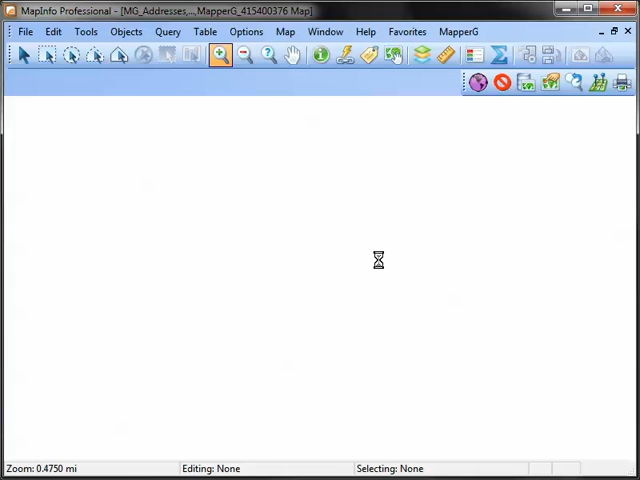 MapInfo Professional - [MG_Addresses,...,MapperG_415400376 Map]
File Edit Tools Objects Query Table Options Map Window Help Favorites MapperG
Zoom: 0.4750 mi Editing: None Selecting: None